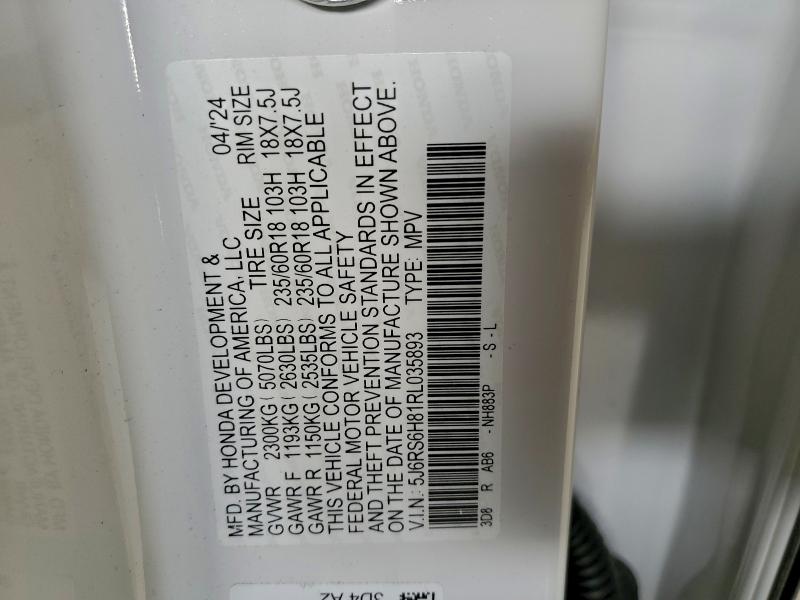 MFD. BY HONDA DEVELOPMENT &
MANUFACTURING OF AMERICA, LLC 04/'24
TIRE SIZE RIM SIZE
GVWR 2300KG ( 5070LBS)
GAWR F 1193KG ( 2630LBS) 235/60R18 103H 18X7.5J
GAWR R 1150KG ( 2535LBS) 235/60R18 103H 18X7.5J
THIS VEHICLE CONFORMS TO ALL APPLICABLE
FEDERAL MOTOR VEHICLE SAFETY
AND THEFT PREVENTION STANDARDS IN EFFECT
ON THE DATE OF MANUFACTURE SHOWN ABOVE.
V.I.N.: 5J6RS6H81RL035893 TYPE: MPV
3D8 R AB6 - NH883P - S - L
3D4 A2